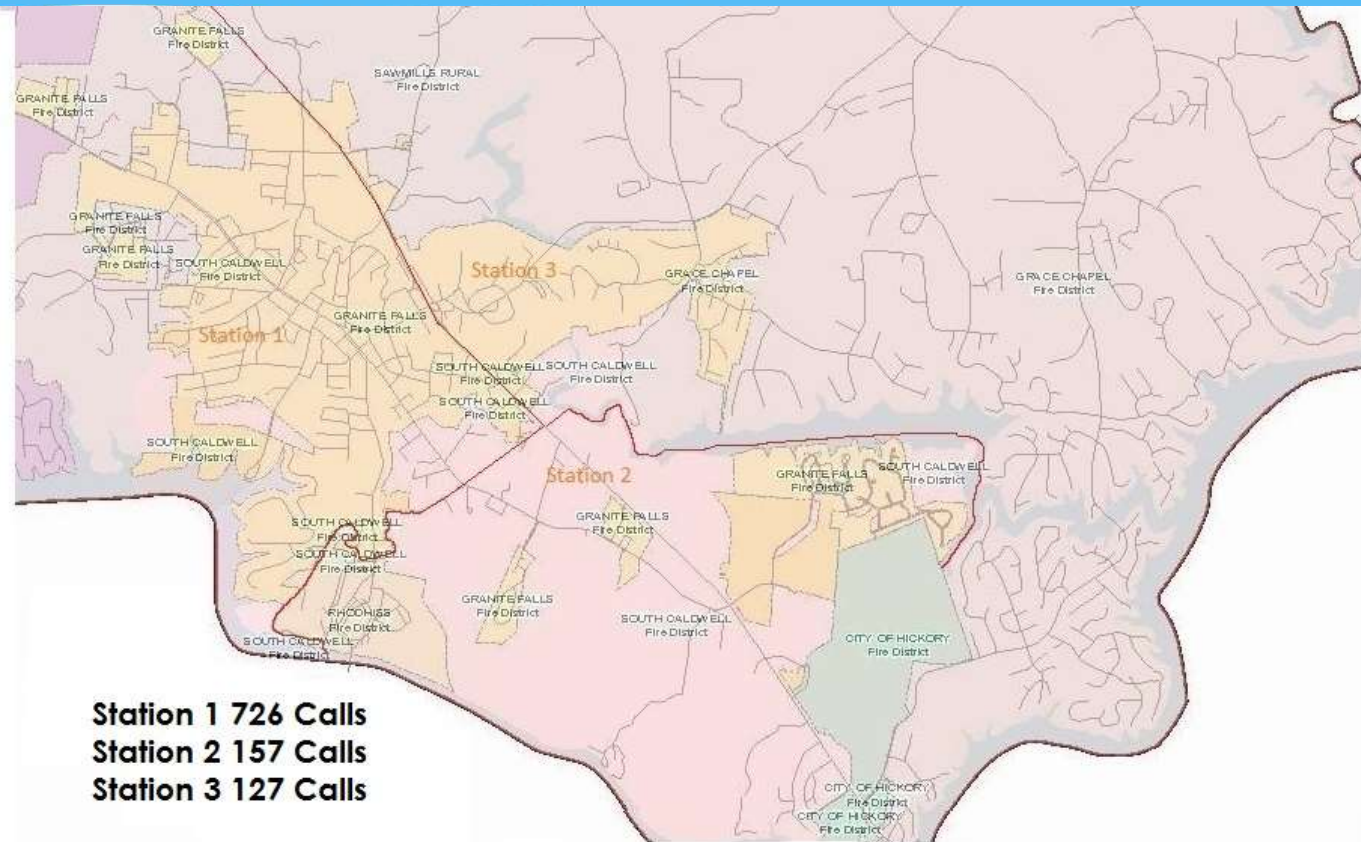 GRANITE FALLS
Fire District
SAWMILLS RURAL
Fire District
GRANITE FALLS
Fire District
GRANITE FALLS
Fire District
GRANITE FALLS
Fire District
SOUTH CALDWELL
Fire District
Station 3
GRACE CHAPEL
Fire District
GRACE CHAPEL
Fire District
GRANITE FALLS
Fire District
Station 1
SOUTH CALDWELL
Fire District
SOUTH CALDWELL
Fire District
SOUTH CALDWELL
Fire District
SOUTH CALDWELL
Fire District
Station 2
GRANITE FALLS
Fire District
SOUTH CALDWELL
Fire District
GRANITE FALLS
Fire District
SOUTH CALDWELL
Fire District
SOUTH CALDWELL
Fire District
GRANITE FALLS
Fire District
RHODHISS
Fire District
SOUTH CALDWELL
Fire District
SOUTH CALDWELL
Fire District
CITY OF HICKORY
Fire District
Station 1 726 Calls
Station 2 157 Calls
Station 3 127 Calls
CITY OF HICKORY
Fire District
CITY OF HICKORY
Fire District